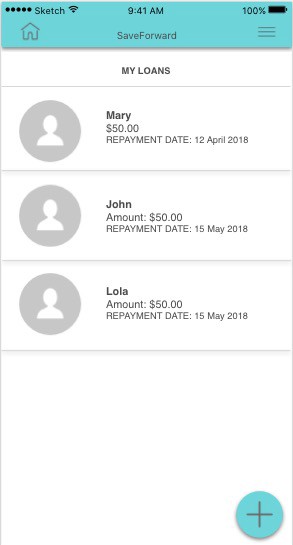 Sketch 9:41 AM 100%
SaveForward
MY LOANS
Mary
$50.00
REPAYMENT DATE: 12 April 2018
John
Amount: $50.00
REPAYMENT DATE: 15 May 2018
Lola
Amount: $50.00
REPAYMENT DATE: 15 May 2018